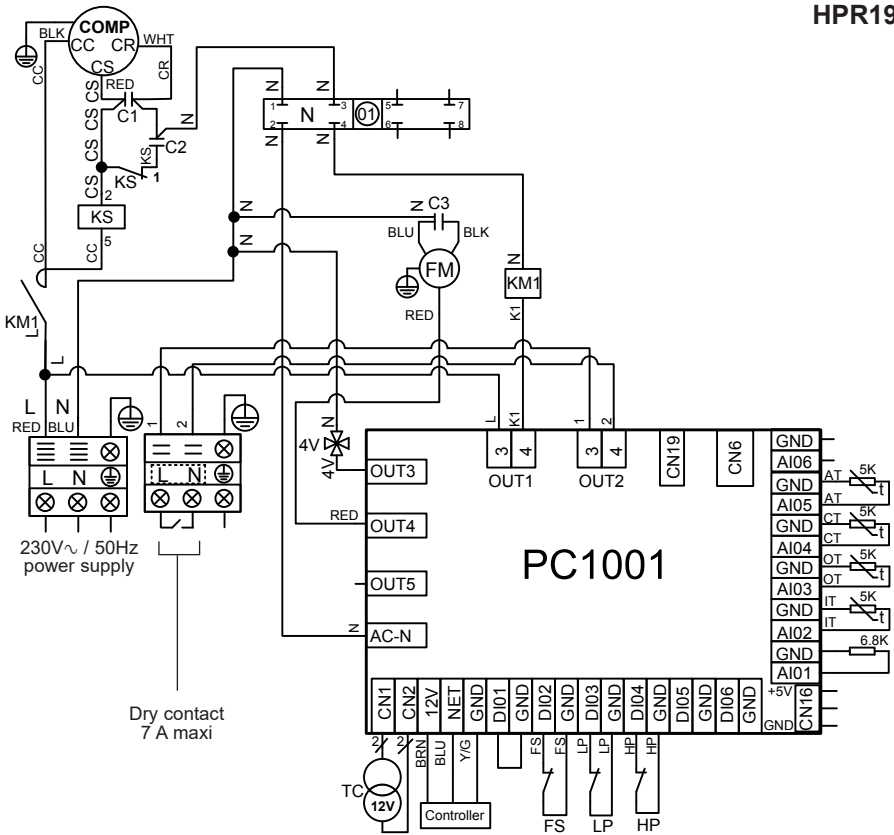 HPR19
COMP
BLK
CC
CR
WHT
CS
RED
CC
CR
CS
CS
C1
N
CS
KS
C2
KS
1
CS
2
KS
5
CC
CC
KM1
L
L
N
N
1
3
N
01
5
7
2
4
6
8
N
N
N
C3
BLU
BLK
N
FM
RED
N
KM1
K1
L
N
RED
BLU
1
2
L
N
L
N
230V∿ / 50Hz
power supply
Dry contact
7 A maxi
N
4V
4V
RED
N
L
K1
1
2
3
4
3
4
OUT1
OUT2
CN19
CN6
OUT3
OUT4
OUT5
AC-N
PC1001
GND
AI06
GND
AT
5K
t
AI05
AT
GND
CT
5K
t
AI04
CT
GND
OT
5K
t
AI03
OT
GND
IT
5K
t
AI02
IT
GND
6.8K
AI01
+5V
CN16
GND
CN1
CN2
12V
NET
GND
DI01
GND
DI02
GND
DI03
GND
DI04
GND
DI05
GND
DI06
GND
2
2
BRN
BLU
Y/G
FS
FS
LP
LP
HP
HP
TC
12V
Controller
FS
LP
HP